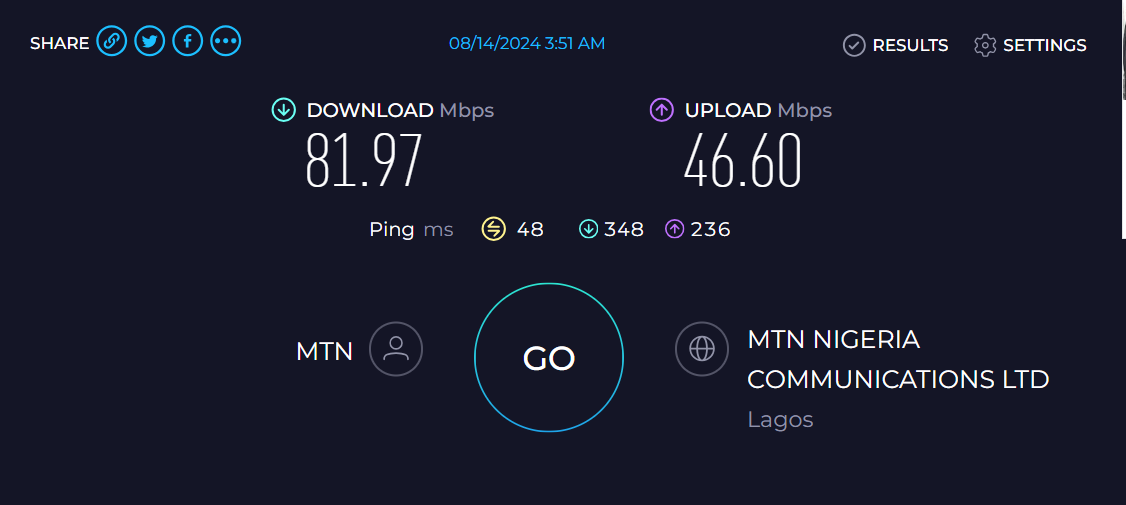 SHARE
08/14/2024 3:51 AM
RESULTS
SETTINGS
DOWNLOAD Mbps
81.97
UPLOAD Mbps
46.60
Ping ms 48 348 236
MTN
GO
MTN NIGERIA
COMMUNICATIONS LTD
Lagos